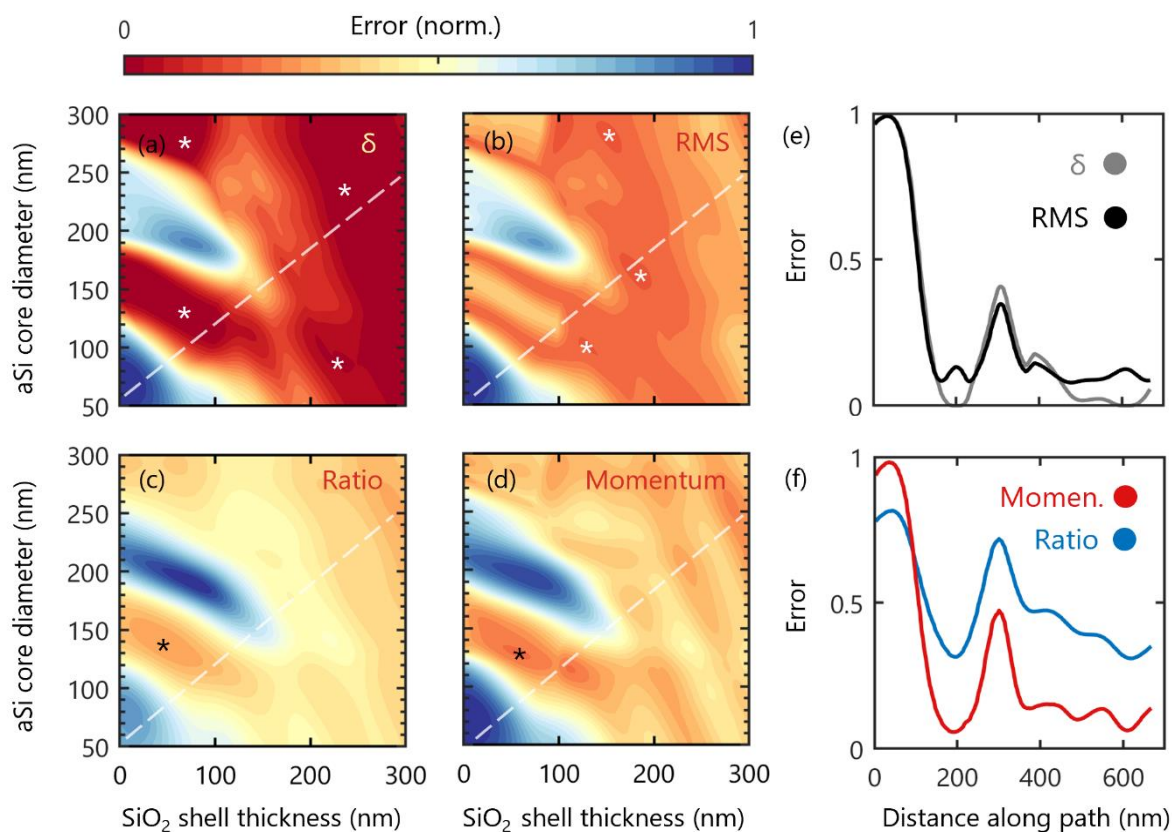 0 Error (norm.) 1
300 (a) * δ (b) * RMS (e) 1
250 * δ
200 RMS
150 * * 0.5
100 * *
50 0
aSi core diameter (nm)
Error
300 (c) Ratio (d) Momentum (f) 1
250 Momen.
200 Ratio
150 * * 0.5
100
50 0
aSi core diameter (nm)
Error
0 100 200 300 0 100 200 300 0 200 400 600
SiO₂ shell thickness (nm) SiO₂ shell thickness (nm) Distance along path (nm)